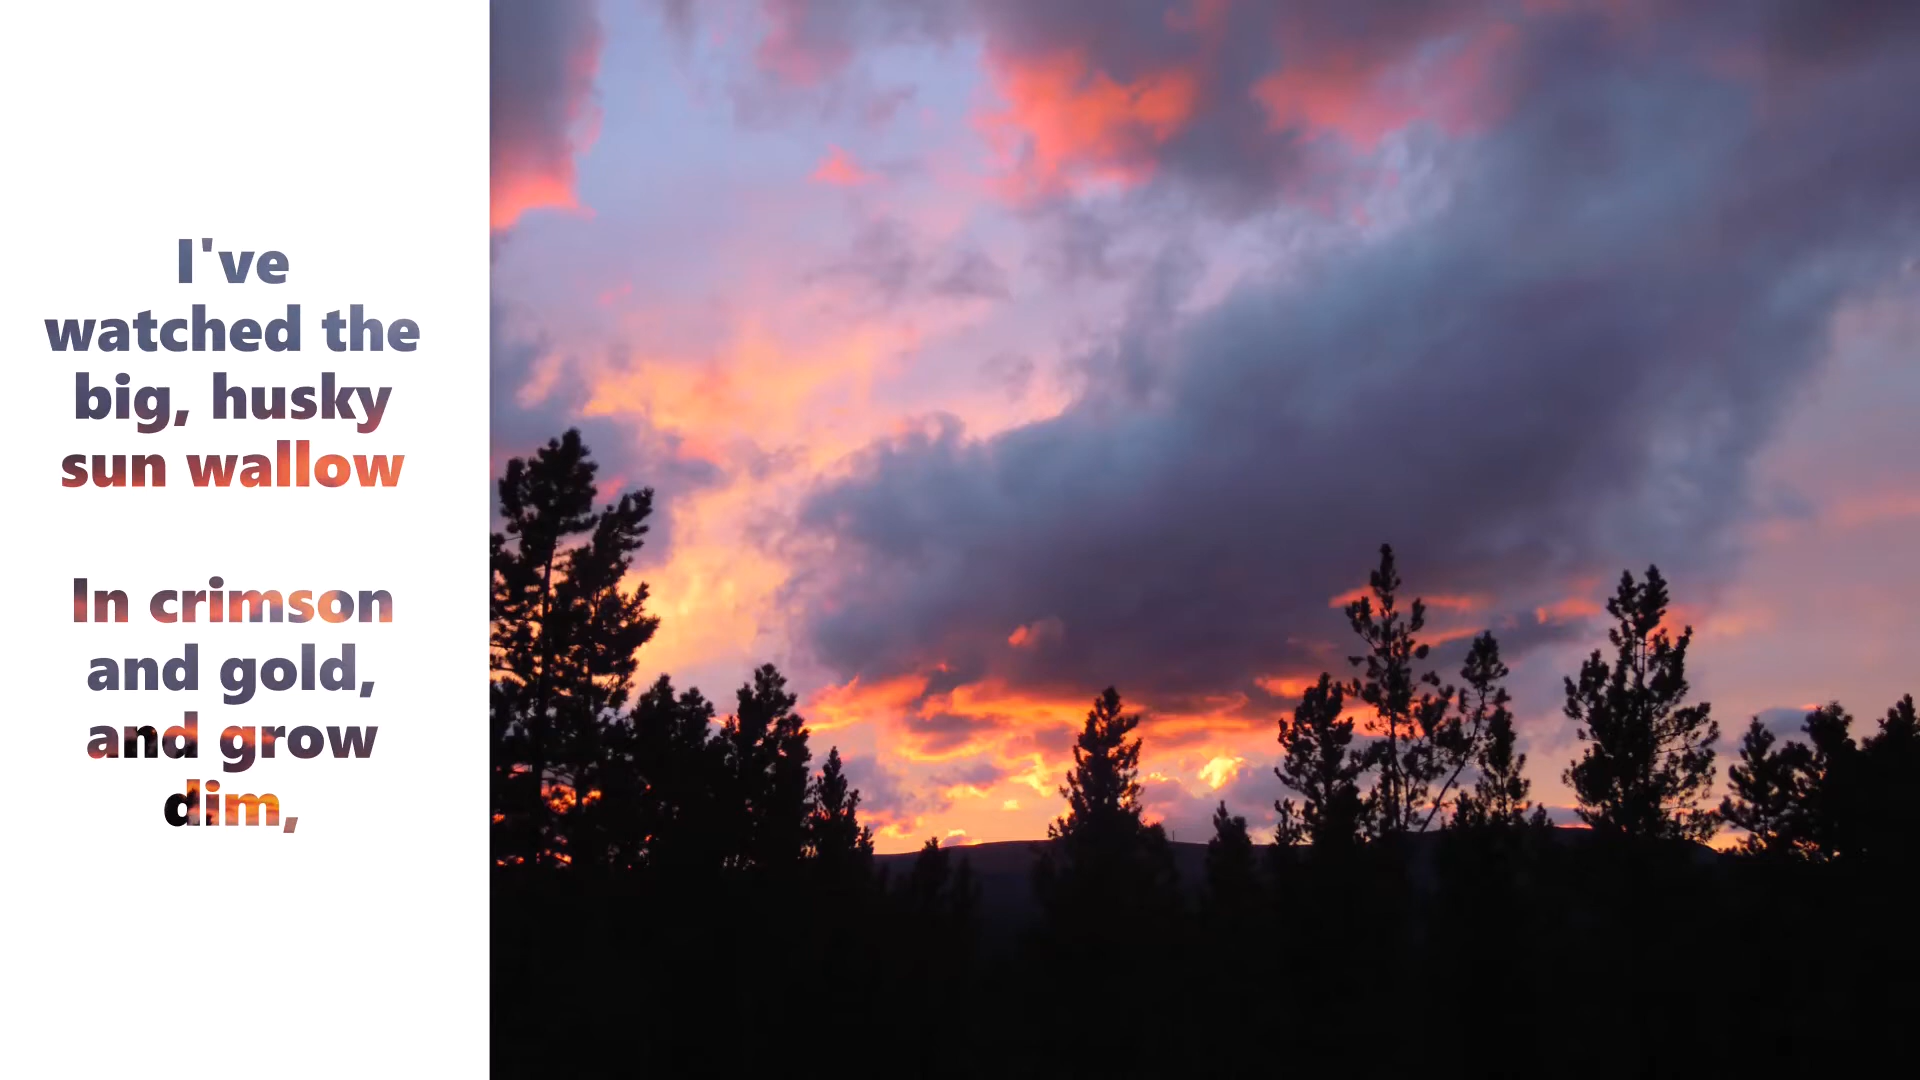 I've
watched the
big, husky
sun wallow
In crimson
and gold,
and grow
dim,